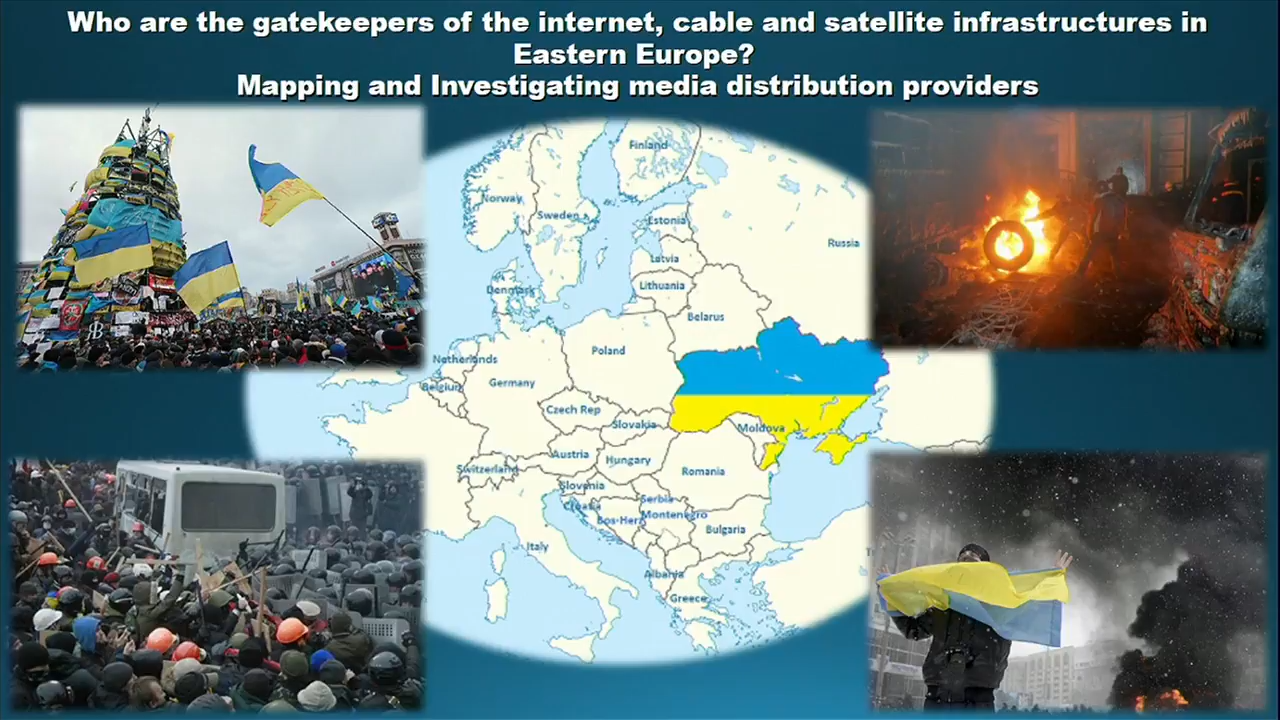 Who are the gatekeepers of the internet, cable and satellite infrastructures in
Eastern Europe?
Mapping and Investigating media distribution providers
Finland
Norway
Sweden
Estonia
Russia
Latvia
Lithuania
Denmark
Belarus
Poland
Netherlands
Germany
Belgium
Czech Rep
Slovakia
Moldova
Austria
Hungary
Switzerland
Romania
Slovenia
Serbia
Croatia
Montenegro
Bos-Herz
Bulgaria
Italy
Albania
Greece